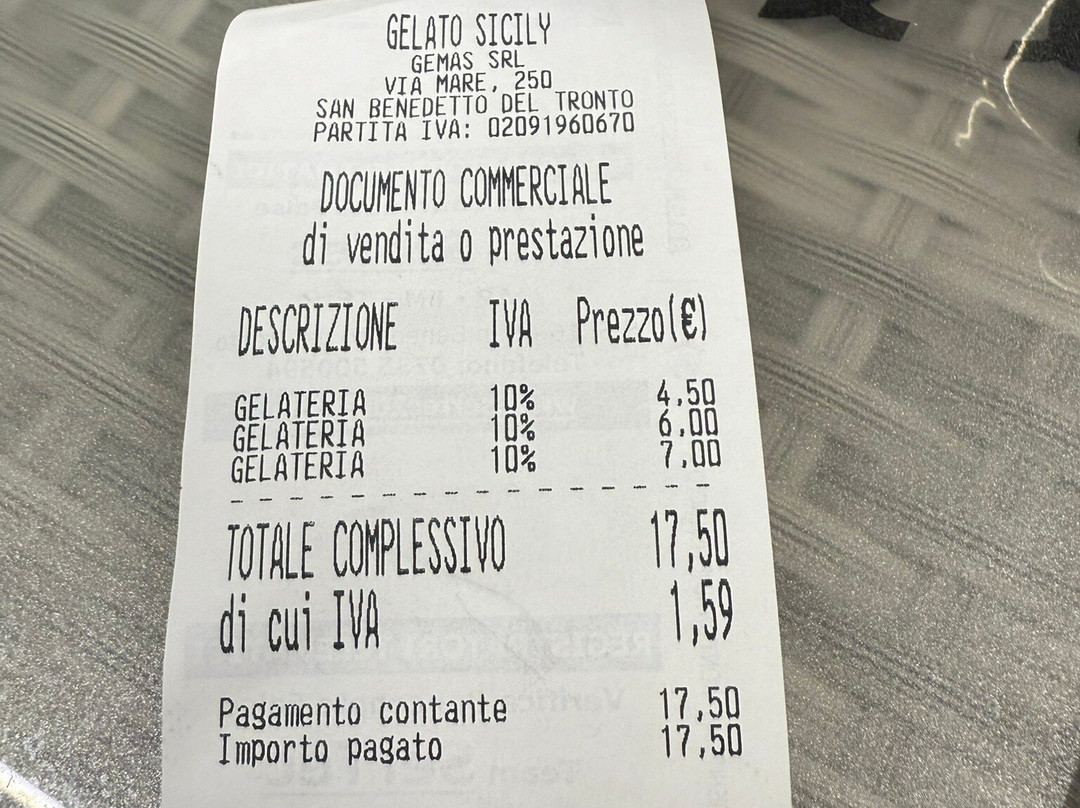 GELATO SICILY
GEMAS SRL
VIA MARE, 250
SAN BENEDETTO DEL TRONTO
PARTITA IVA: 02091960670
DOCUMENTO COMMERCIALE
di vendita o prestazione
DESCRIZIONE IVA Prezzo(€)
GELATERIA 10% 4,50
GELATERIA 10% 6,00
GELATERIA 10% 7,00
TOTALE COMPLESSIVO 17,50
di cui IVA 1,59
Pagamento contante 17,50
Importo pagato 17,50